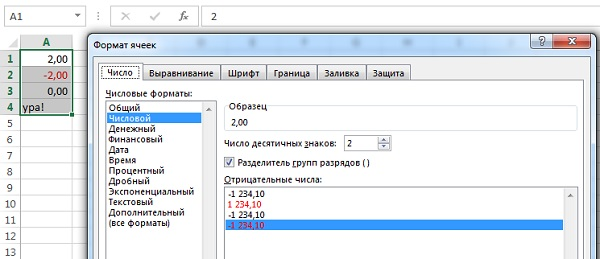 A1 2
fx
A
1 2,00
2 -2,00
3 0,00
4 ура!
5
6
7
8
9
10
11
12
13
Формат ячеек
?
Число Выравнивание Шрифт Граница Заливка Защита
Числовые форматы:
Общий
Числовой
Денежный
Финансовый
Дата
Время
Процентный
Дробный
Экспоненциальный
Текстовый
Дополнительный
(все форматы)
Образец
2,00
Число десятичных знаков: 2
Разделитель групп разрядов ( )
Отрицательные числа:
-1 234,10
1 234,10
-1 234,10
-1 234,10